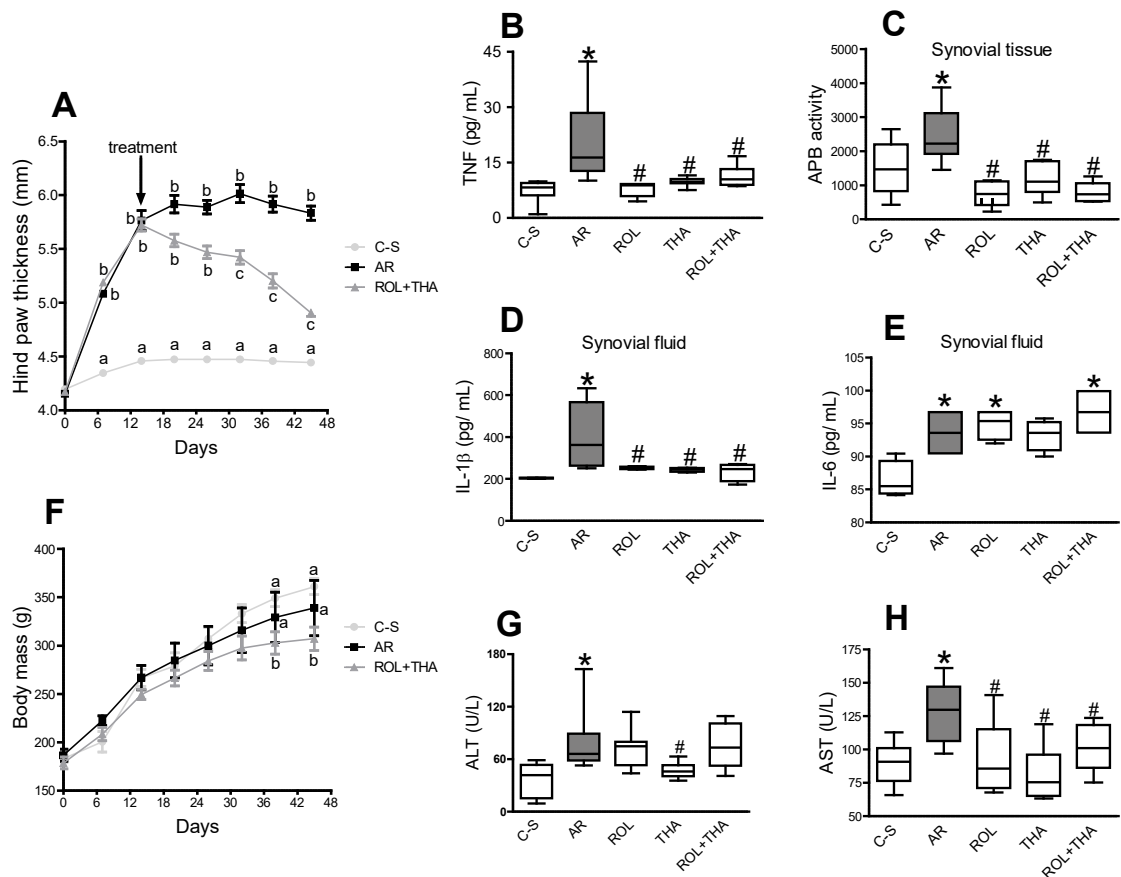 A
treatment
6.5
6.0
5.5
5.0
4.5
4.0
Hind paw thickness (mm)
b b b b b b
b b b b
b b c c c
a a a a a a a
0 6 12 18 24 30 36 42 48
Days
C-S
AR
ROL+THA
B
45
30
15
0
TNF (pg/ mL)
* # # #
C-S AR ROL THA ROL+THA
C
Synovial tissue
5000
4000
3000
2000
1000
0
APB activity
* # # #
C-S AR ROL THA ROL+THA
D
Synovial fluid
800
600
400
200
0
IL-1β (pg/ mL)
* # # #
C-S AR ROL THA ROL+THA
E
Synovial fluid
105
100
95
90
85
80
IL-6 (pg/ mL)
* * *
C-S AR ROL THA ROL+THA
F
400
350
300
250
200
150
Body mass (g)
a a
a a
b b
0 6 12 18 24 30 36 42 48
Days
C-S
AR
ROL+THA
G
180
120
60
0
ALT (U/L)
* #
C-S AR ROL THA ROL+THA
H
175
150
125
100
75
50
AST (U/L)
* # # #
C-S AR ROL THA ROL+THA